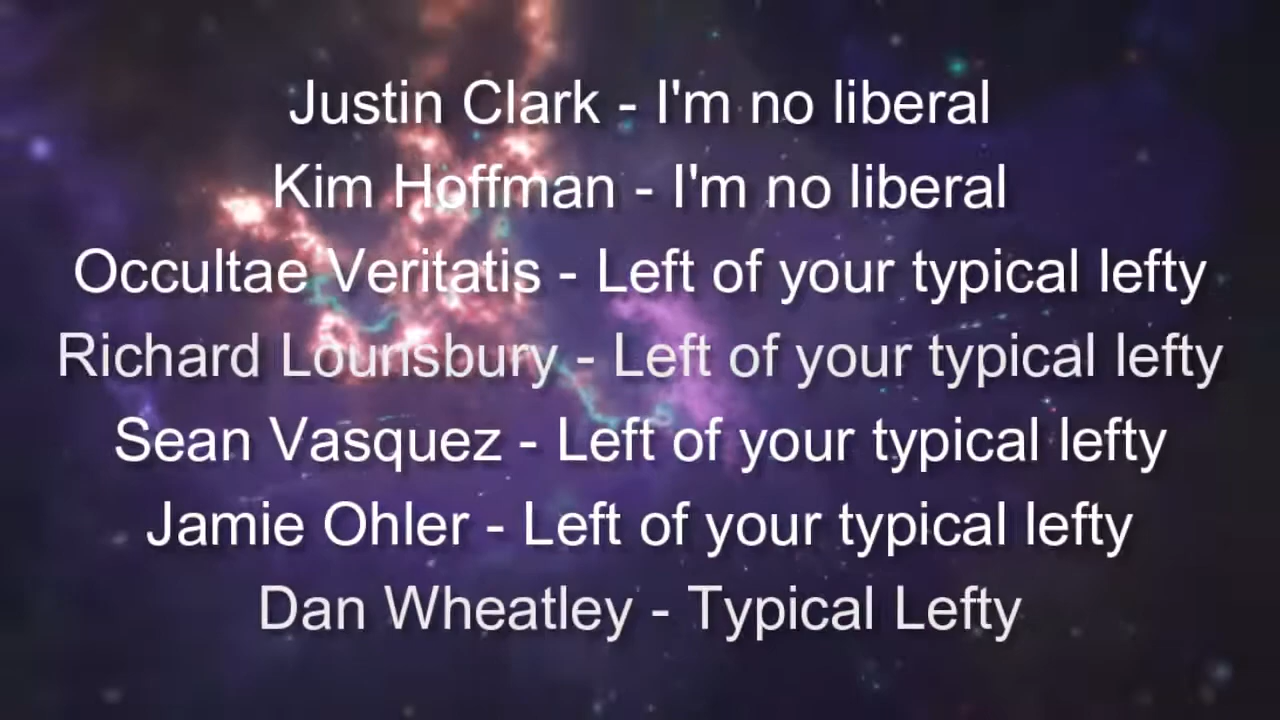 Justin Clark - I'm no liberal
Kim Hoffman - I'm no liberal
Occultae Veritatis - Left of your typical lefty
Richard Lounsbury - Left of your typical lefty
Sean Vasquez - Left of your typical lefty
Jamie Ohler - Left of your typical lefty
Dan Wheatley - Typical Lefty